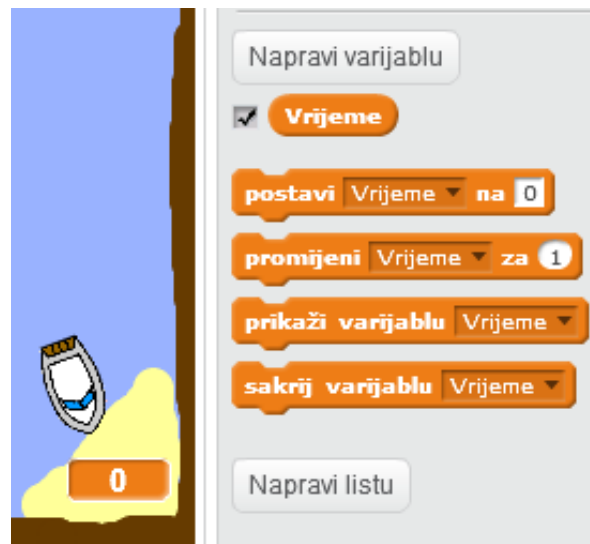 Napravi varijablu
Vrijeme
postavi Vrijeme na 0
promijeni Vrijeme za 1
prikaži varijablu Vrijeme
sakrij varijablu Vrijeme
0
Napravi listu